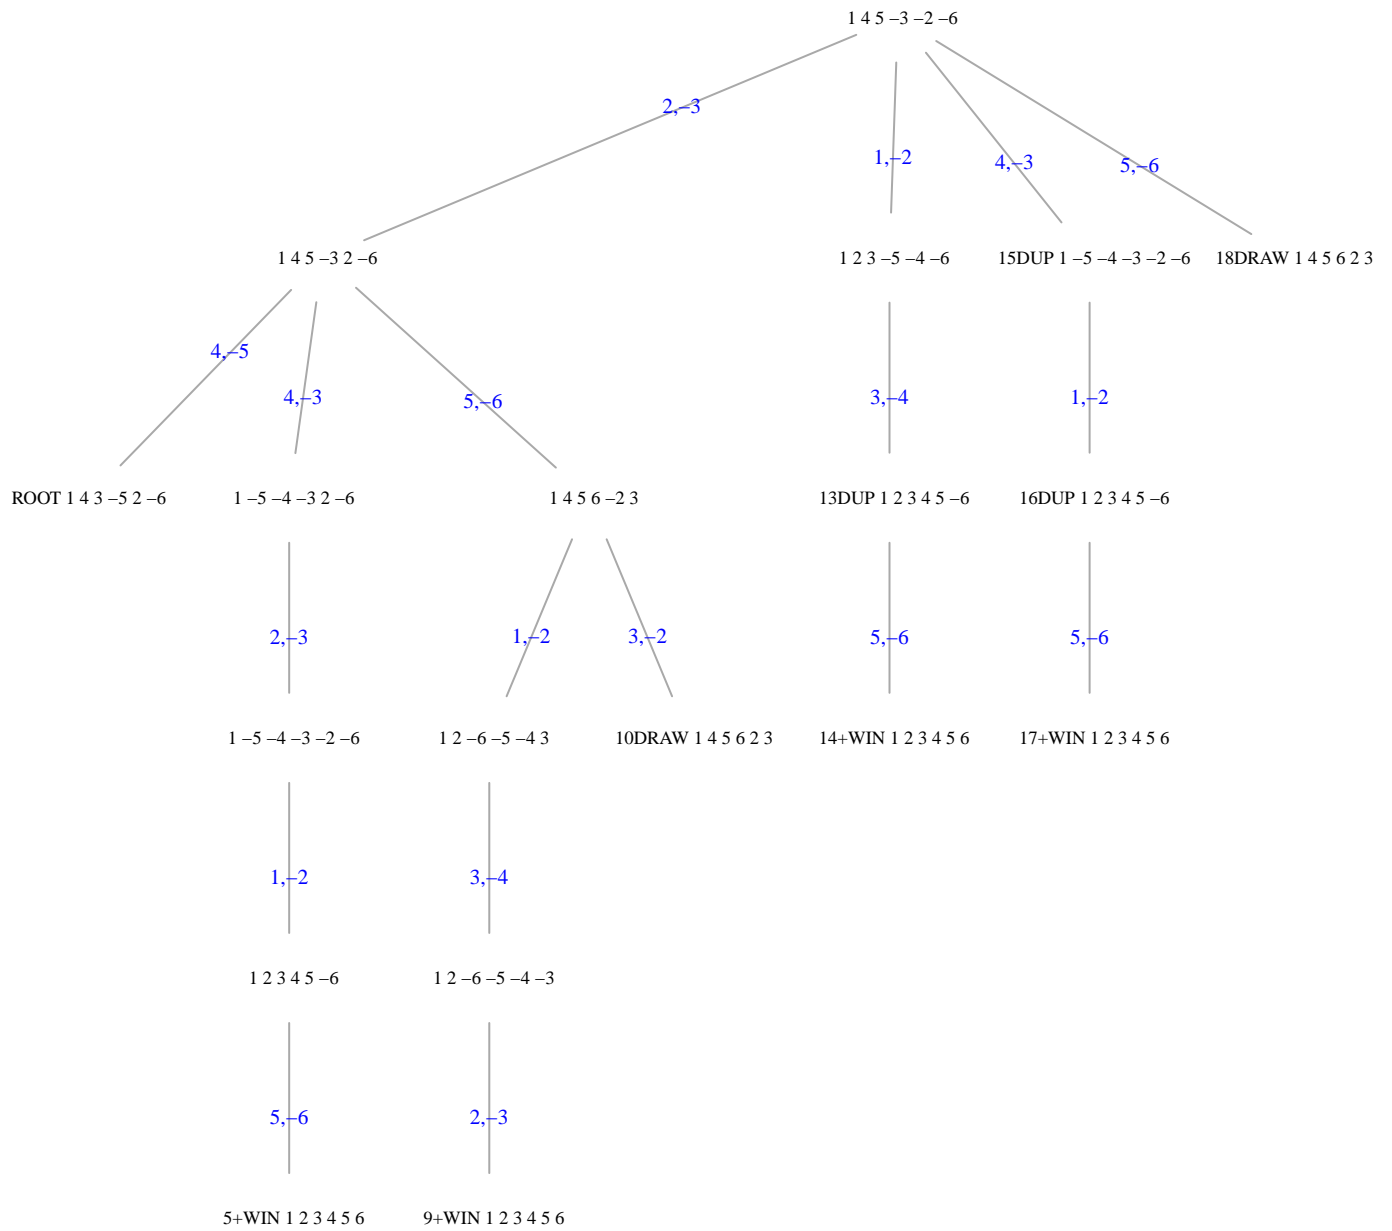 1 4 5 –3 –2 –6
2,–3
1,–2
4,–3
5,–6
1 4 5 –3 2 –6
1 2 3 –5 –4 –6
15DUP 1 –5 –4 –3 –2 –6
18DRAW 1 4 5 6 2 3
4,–5
4,–3
5,–6
3,–4
1,–2
ROOT 1 4 3 –5 2 –6
1 –5 –4 –3 2 –6
1 4 5 6 –2 3
13DUP 1 2 3 4 5 –6
16DUP 1 2 3 4 5 –6
2,–3
1,–2
3,–2
5,–6
5,–6
1 –5 –4 –3 –2 –6
1 2 –6 –5 –4 3
10DRAW 1 4 5 6 2 3
14+WIN 1 2 3 4 5 6
17+WIN 1 2 3 4 5 6
1,–2
3,–4
1 2 3 4 5 –6
1 2 –6 –5 –4 –3
5,–6
2,–3
5+WIN 1 2 3 4 5 6
9+WIN 1 2 3 4 5 6